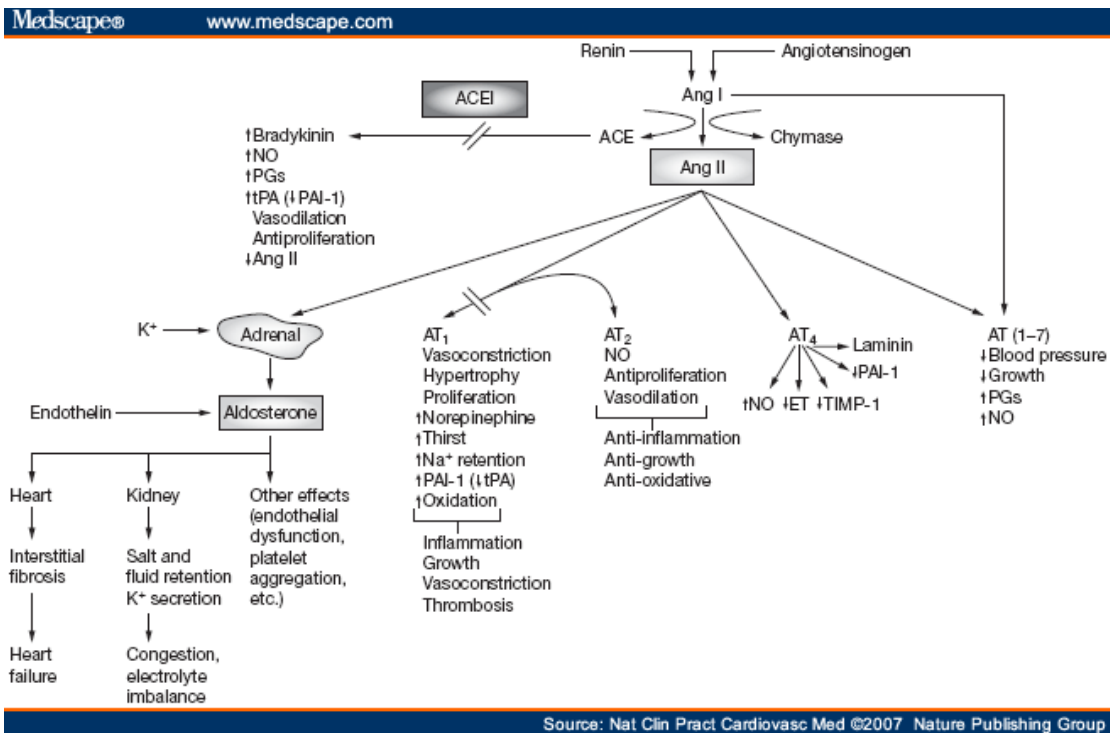 Medscape® www.medscape.com
Renin
Angiotensinogen
ACEI
Ang I
ACE
Chymase
Ang II
↑Bradykinin
↑NO
↑PGs
↑tPA (↓PAI-1)
Vasodilation
Antiproliferation
↓Ang II
K⁺
Adrenal
Endothelin
Aldosterone
Heart
Interstitial
fibrosis
Heart
failure
Kidney
Salt and
fluid retention
K⁺ secretion
Congestion,
electrolyte
imbalance
Other effects
(endothelial
dysfunction,
platelet
aggregation,
etc.)
AT₁
Vasoconstriction
Hypertrophy
Proliferation
↑Norepinephine
↑Thirst
↑Na⁺ retention
↑PAI-1 (↓tPA)
↑Oxidation
Inflammation
Growth
Vasoconstriction
Thrombosis
AT₂
NO
Antiproliferation
Vasodilation
Anti-inflammation
Anti-growth
Anti-oxidative
AT₄
Laminin
↓PAI-1
↑NO ↓ET ↓TIMP-1
AT (1–7)
↓Blood pressure
↓Growth
↑PGs
↑NO
Source: Nat Clin Pract Cardiovasc Med ©2007 Nature Publishing Group